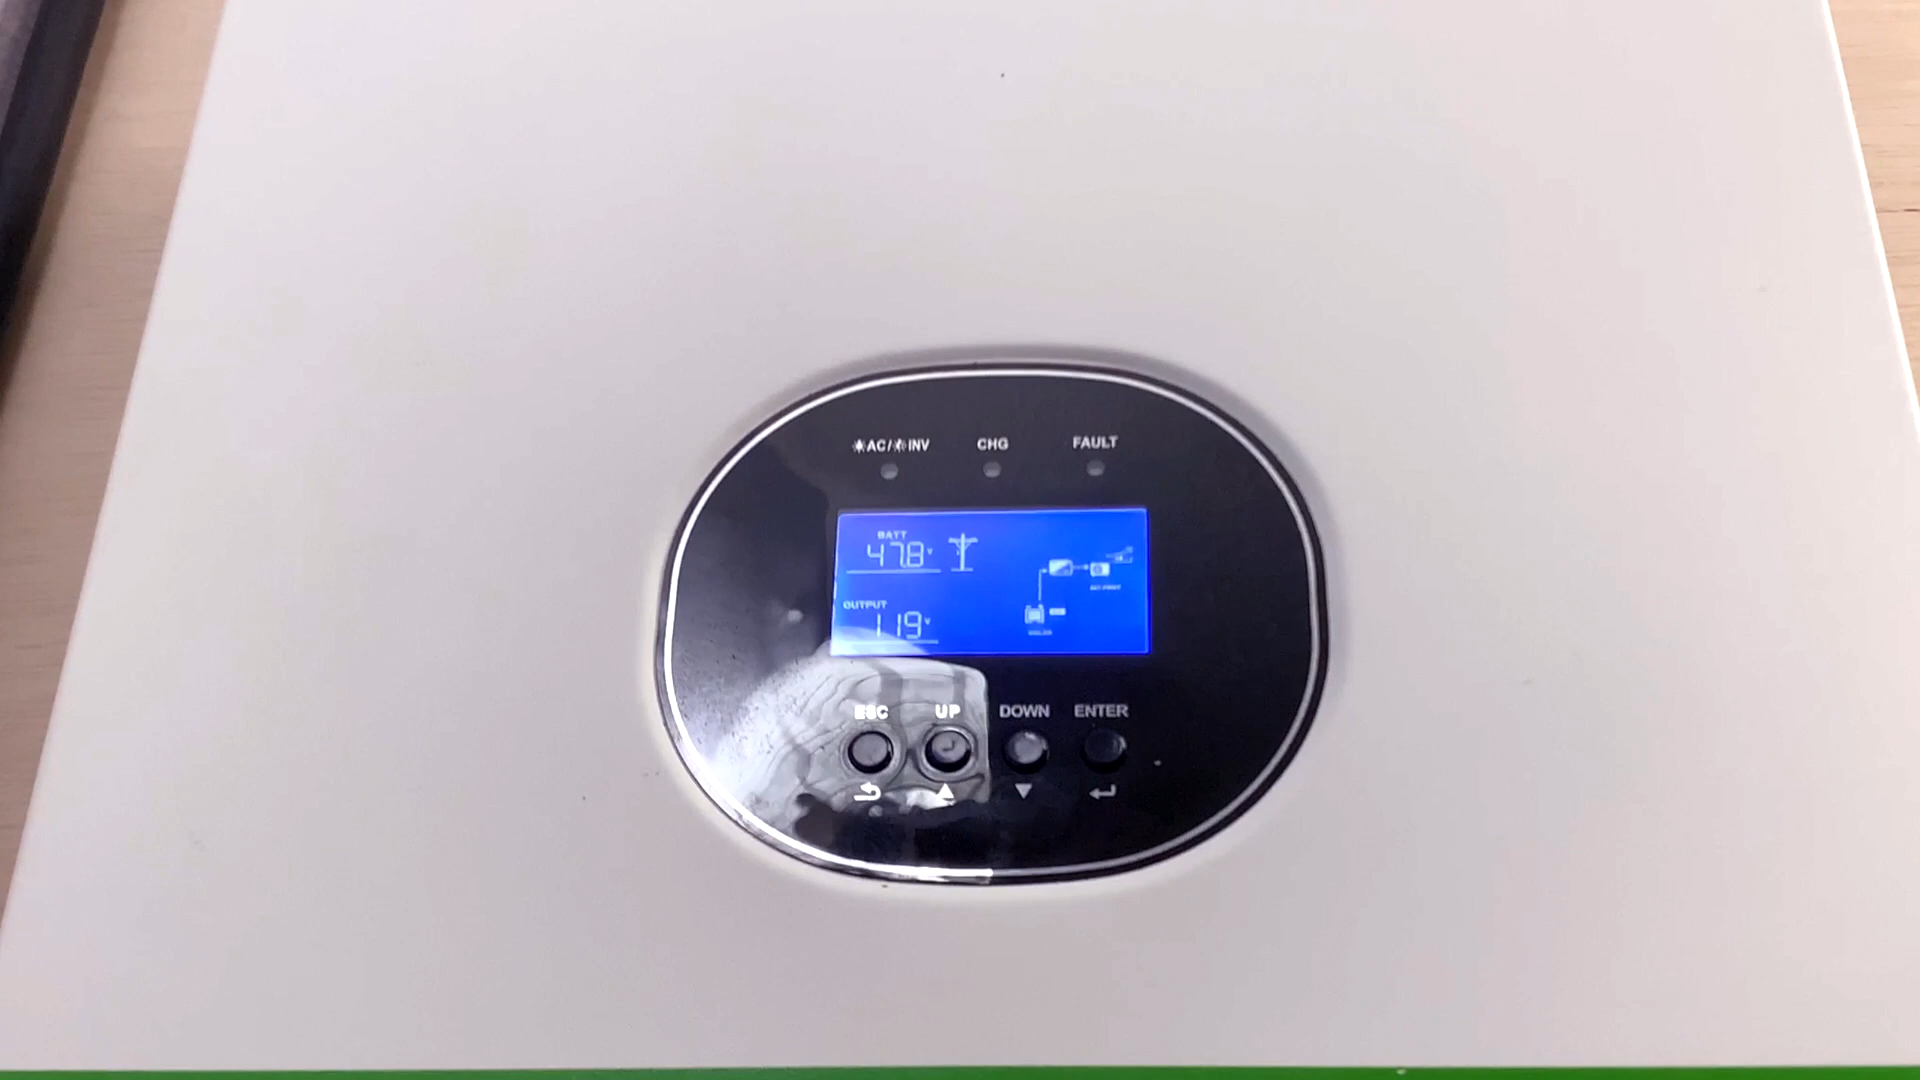 AC/ INV CHG FAULT
BATT
47.8 V
OUTPUT
119 V
ESC UP DOWN ENTER